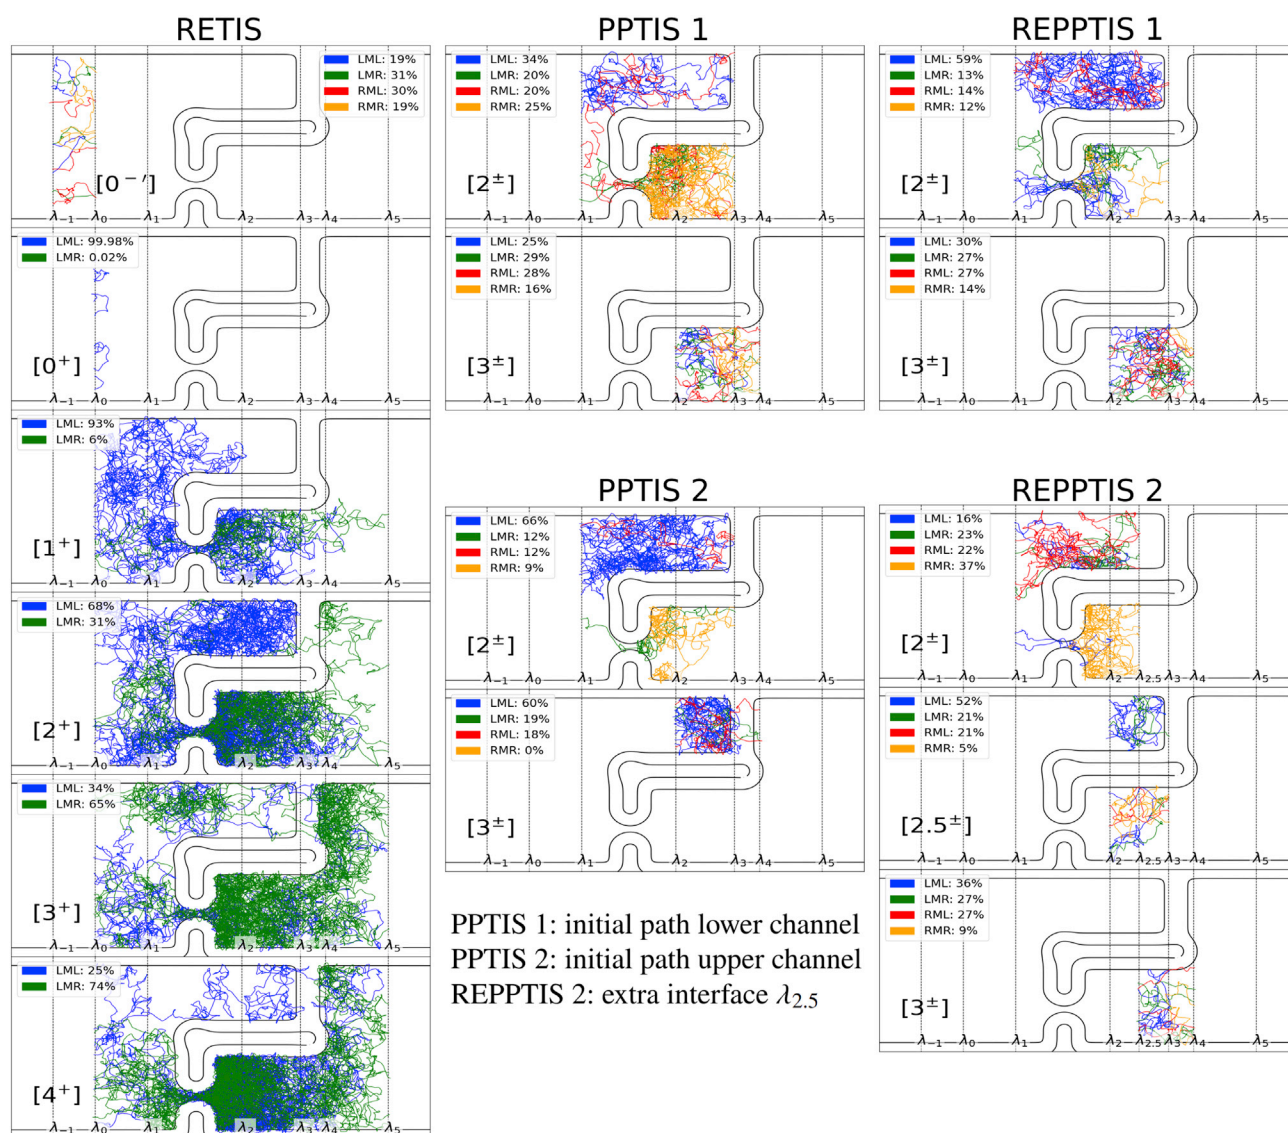 RETIS
LML: 19%
LMR: 31%
RML: 30%
RMR: 19%
[0⁻′]
λ₋₁ λ₀ λ₁ λ₂ λ₃ λ₄ λ₅
LML: 99.98%
LMR: 0.02%
[0⁺]
λ₋₁ λ₀ λ₁ λ₂ λ₃ λ₄ λ₅
LML: 93%
LMR: 6%
[1⁺]
λ₋₁ λ₀ λ₁ λ₂ λ₃ λ₄ λ₅
LML: 68%
LMR: 31%
[2⁺]
λ₋₁ λ₀ λ₁ λ₂ λ₃ λ₄ λ₅
LML: 34%
LMR: 65%
[3⁺]
λ₋₁ λ₀ λ₁ λ₂ λ₃ λ₄ λ₅
LML: 25%
LMR: 74%
[4⁺]
λ₋₁ λ₀ λ₁ λ₂ λ₃ λ₄ λ₅
PPTIS 1
LML: 34%
LMR: 20%
RML: 20%
RMR: 25%
[2±]
λ₋₁ λ₀ λ₁ λ₂ λ₃ λ₄ λ₅
LML: 25%
LMR: 29%
RML: 28%
RMR: 16%
[3±]
λ₋₁ λ₀ λ₁ λ₂ λ₃ λ₄ λ₅
PPTIS 2
LML: 66%
LMR: 12%
RML: 12%
RMR: 9%
[2±]
λ₋₁ λ₀ λ₁ λ₂ λ₃ λ₄ λ₅
LML: 60%
LMR: 19%
RML: 18%
RMR: 0%
[3±]
λ₋₁ λ₀ λ₁ λ₂ λ₃ λ₄ λ₅
PPTIS 1: initial path lower channel
PPTIS 2: initial path upper channel
REPPTIS 2: extra interface λ₂.₅
REPPTIS 1
LML: 59%
LMR: 13%
RML: 14%
RMR: 12%
[2±]
λ₋₁ λ₀ λ₁ λ₂ λ₃ λ₄ λ₅
LML: 30%
LMR: 27%
RML: 27%
RMR: 14%
[3±]
λ₋₁ λ₀ λ₁ λ₂ λ₃ λ₄ λ₅
REPPTIS 2
LML: 16%
LMR: 23%
RML: 22%
RMR: 37%
[2±]
λ₋₁ λ₀ λ₁ λ₂ λ₂.₅ λ₃ λ₄ λ₅
LML: 52%
LMR: 21%
RML: 21%
RMR: 5%
[2.5±]
λ₋₁ λ₀ λ₁ λ₂ λ₂.₅ λ₃ λ₄ λ₅
LML: 36%
LMR: 27%
RML: 27%
RMR: 9%
[3±]
λ₋₁ λ₀ λ₁ λ₂ λ₂.₅ λ₃ λ₄ λ₅